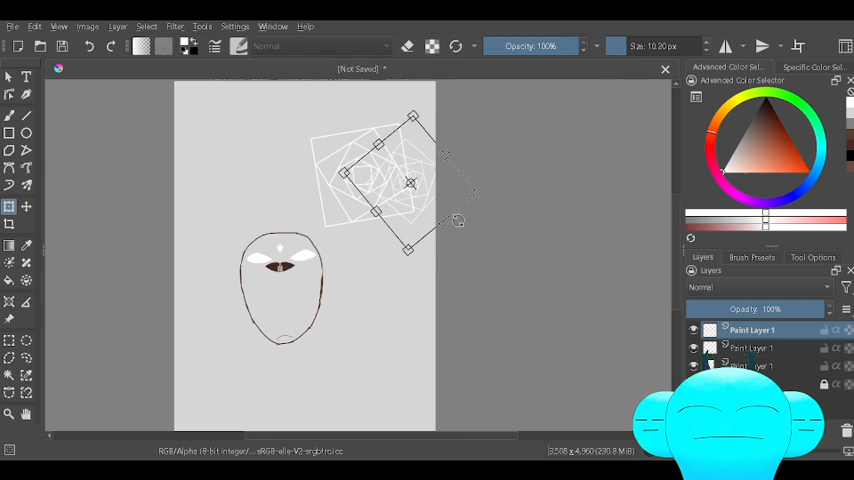 File Edit View Image Layer Select Filter Tools Settings Window Help
Normal Opacity: 100% Size: 10.20 px
[Not Saved] *
Advanced Color Sel... Specific Color Sel...
Advanced Color Selector
Layers Brush Presets Tool Options
Layers
Normal
Opacity: 100%
Paint Layer 1
Paint Layer 1
RGB/Alpha (8-bit integer/... sRGB-elle-V2-srgbtrc.icc 3,508 x 4,960 (230.8 MiB)